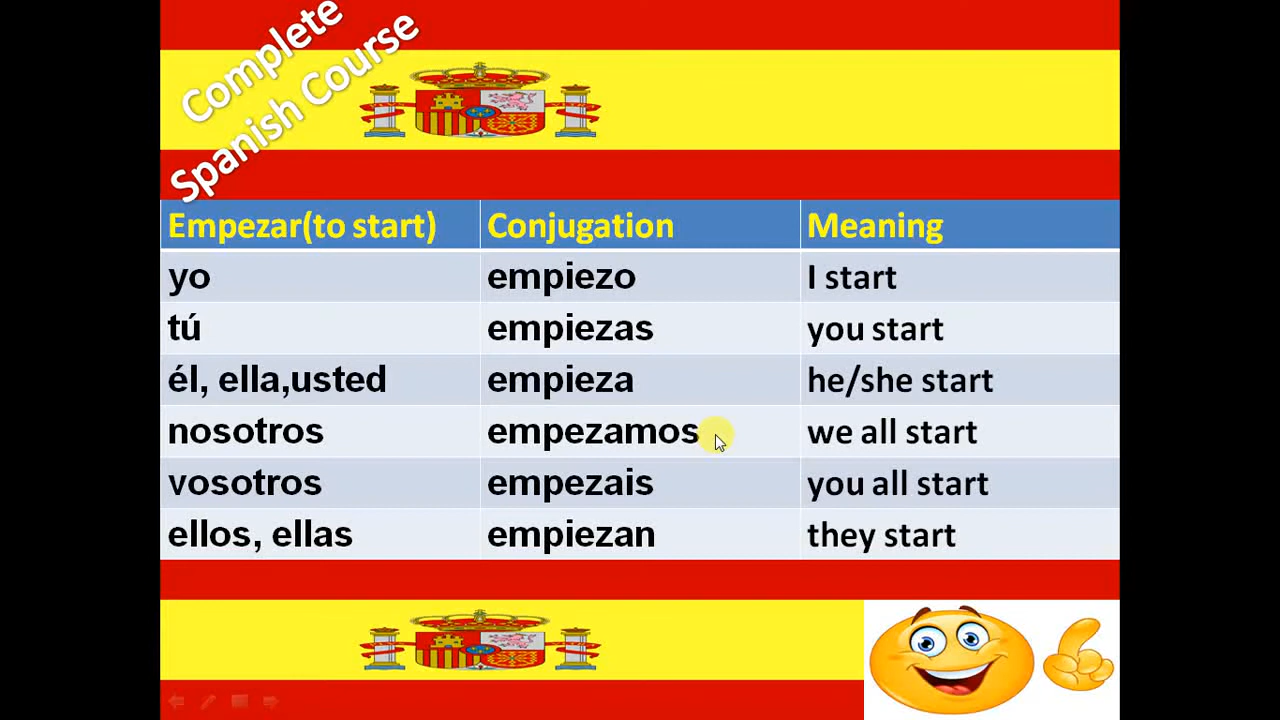 Complete
Spanish Course
Empezar(to start) Conjugation Meaning
yo empiezo I start
tú empiezas you start
él, ella,usted empieza he/she start
nosotros empezamos we all start
vosotros empezais you all start
ellos, ellas empiezan they start